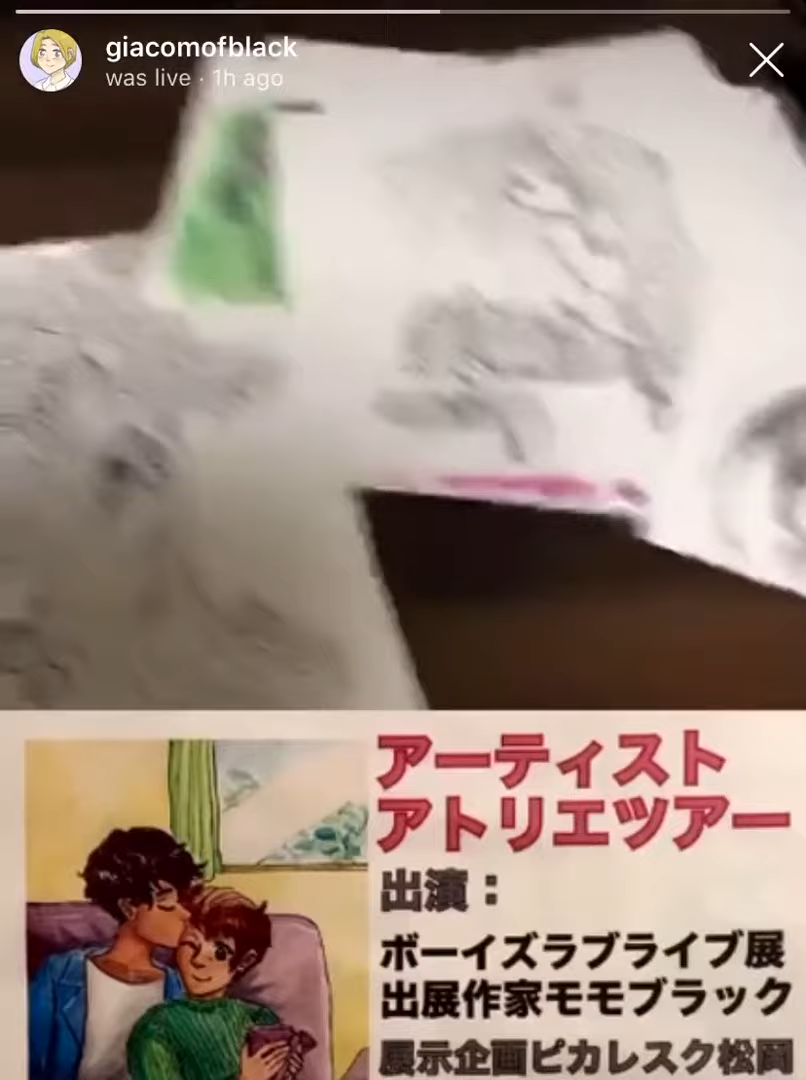 giacomofblack
was live · 1h ago
アーティスト
アトリエツアー
出演：
ボーイズラブライブ展
出展作家モモブラック
展示企画ピカレスク松岡